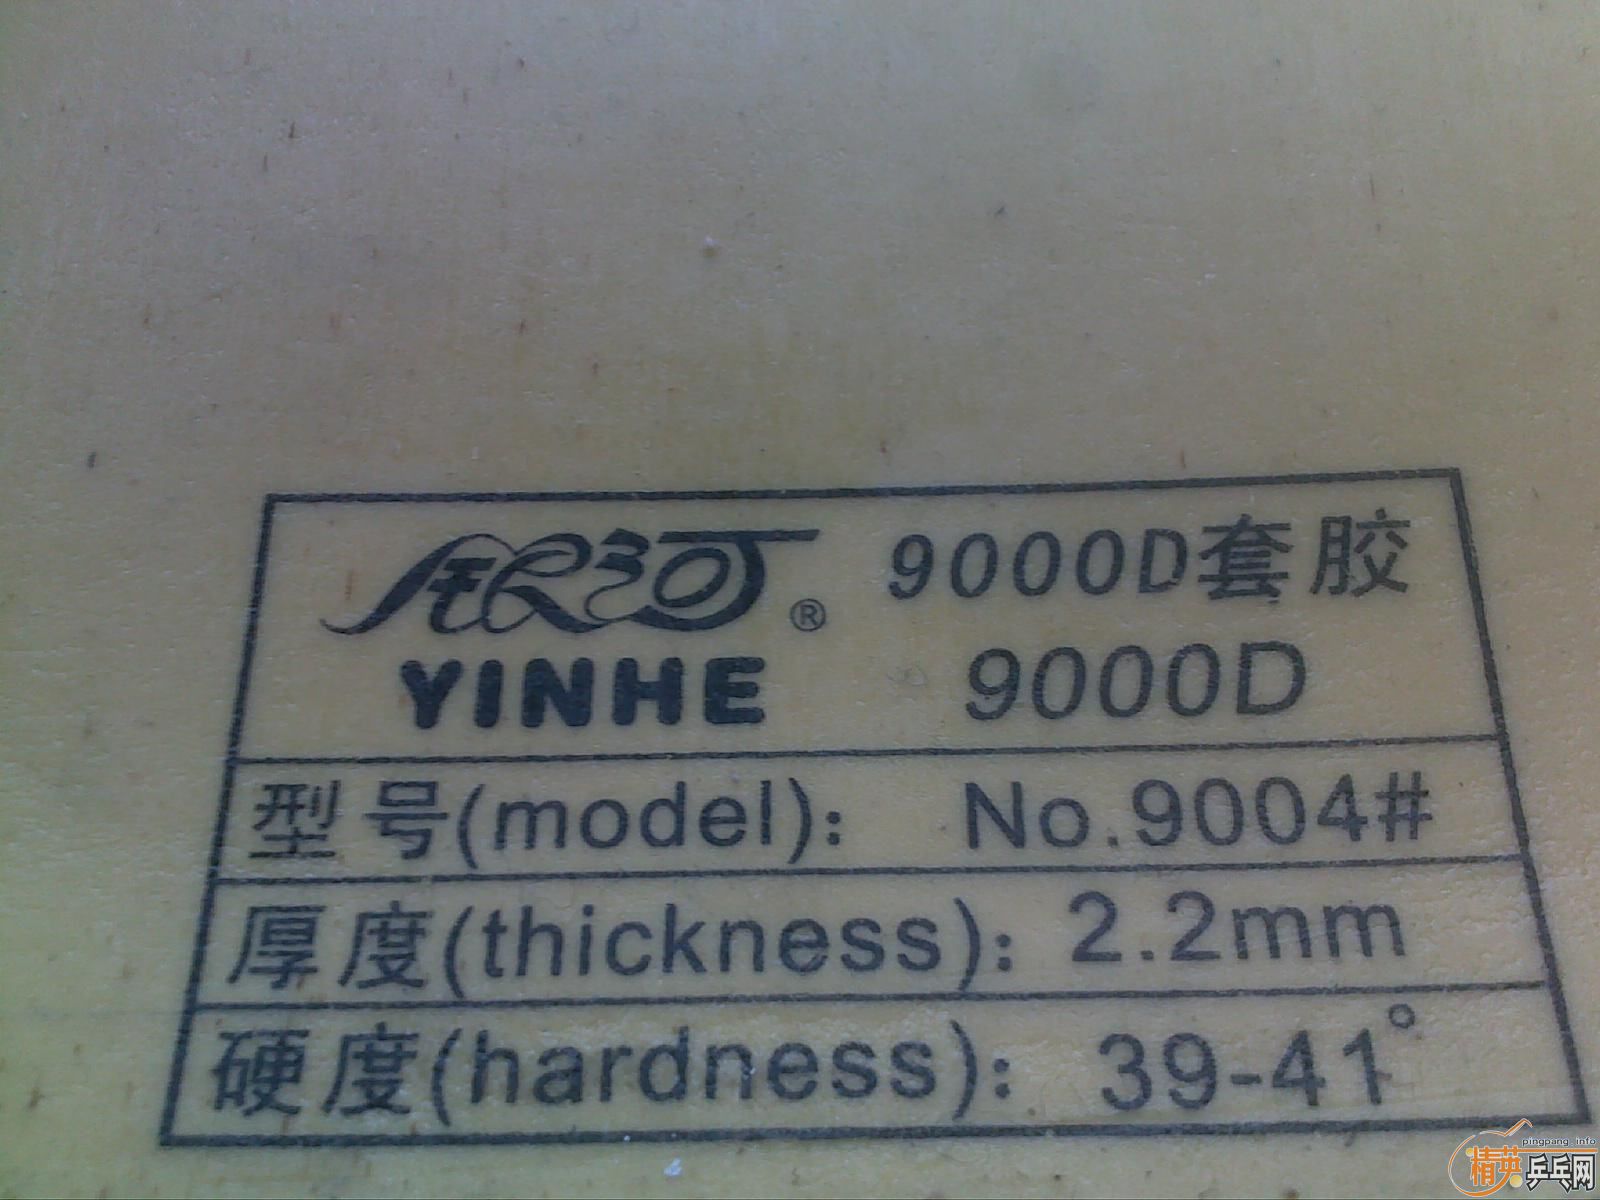 银河® 9000D套胶
YINHE 9000D
型号(model): No.9004#
厚度(thickness): 2.2mm
硬度(hardness): 39-41°
pingpang.info
精英乒乓网